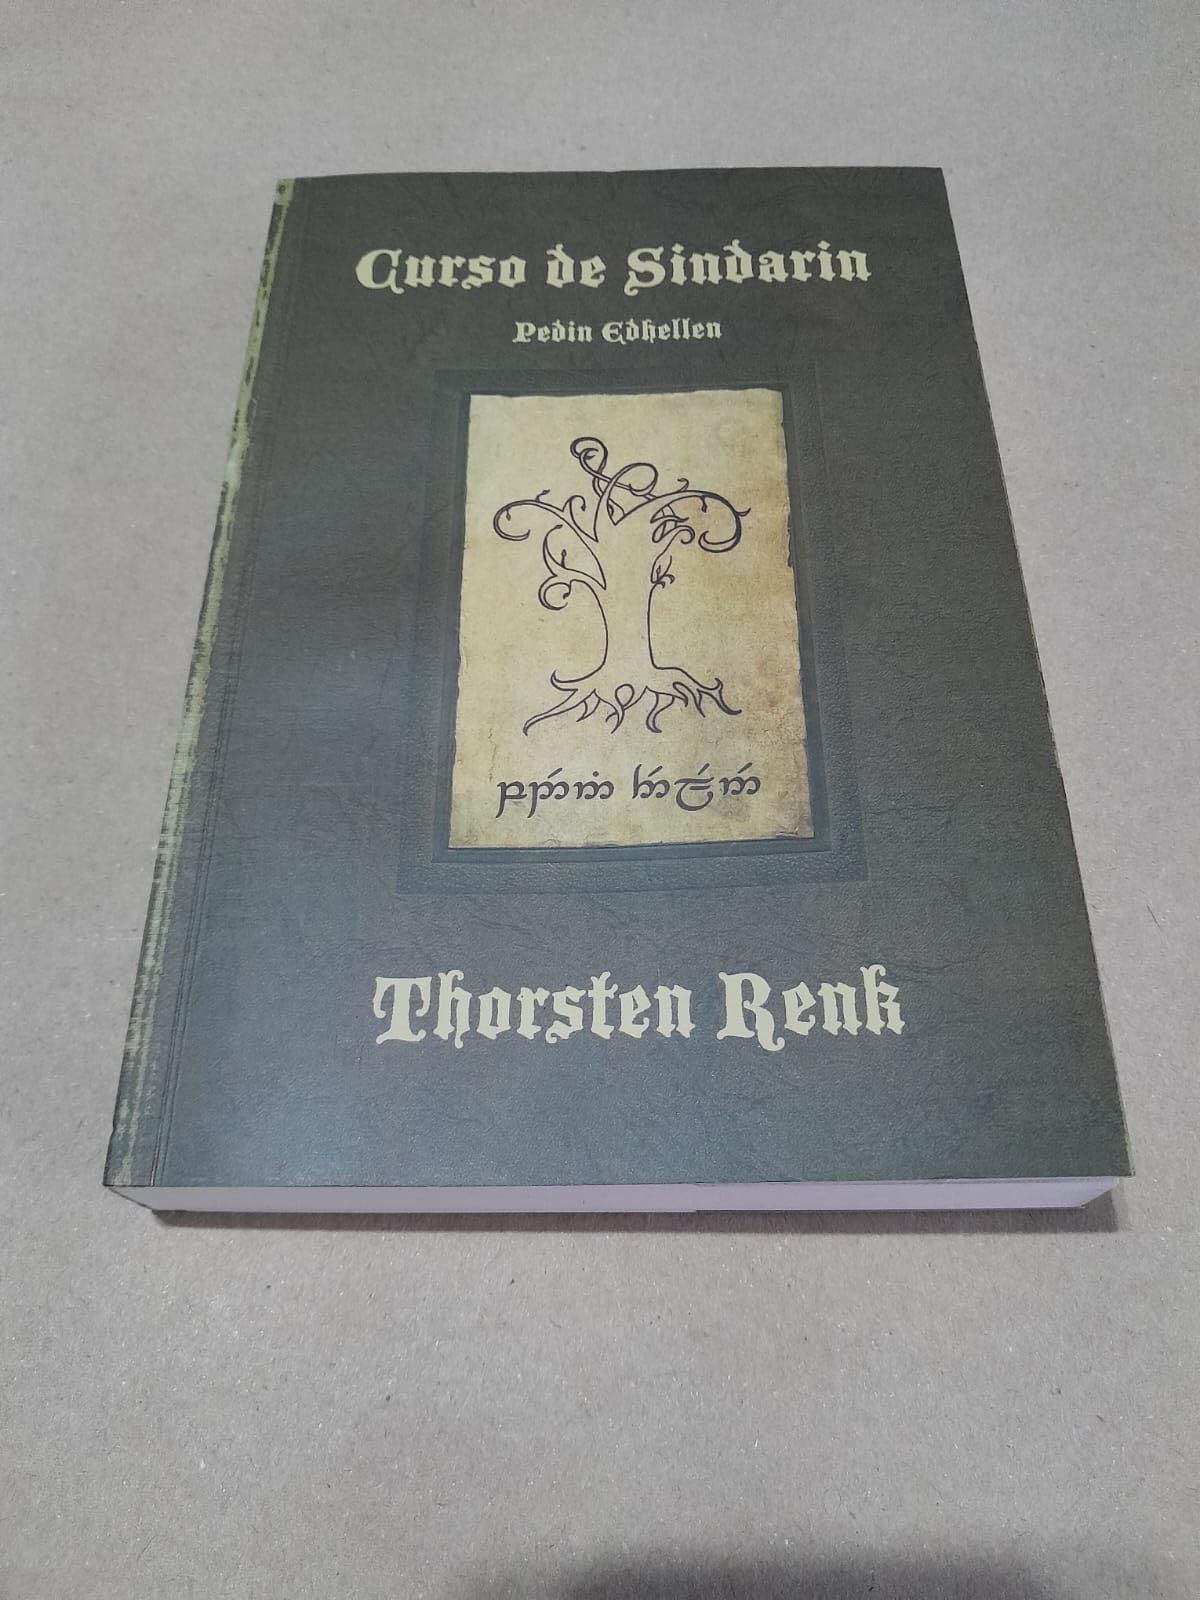 Curso de Sindarin
Pedin Edhellen
Thorsten Renk